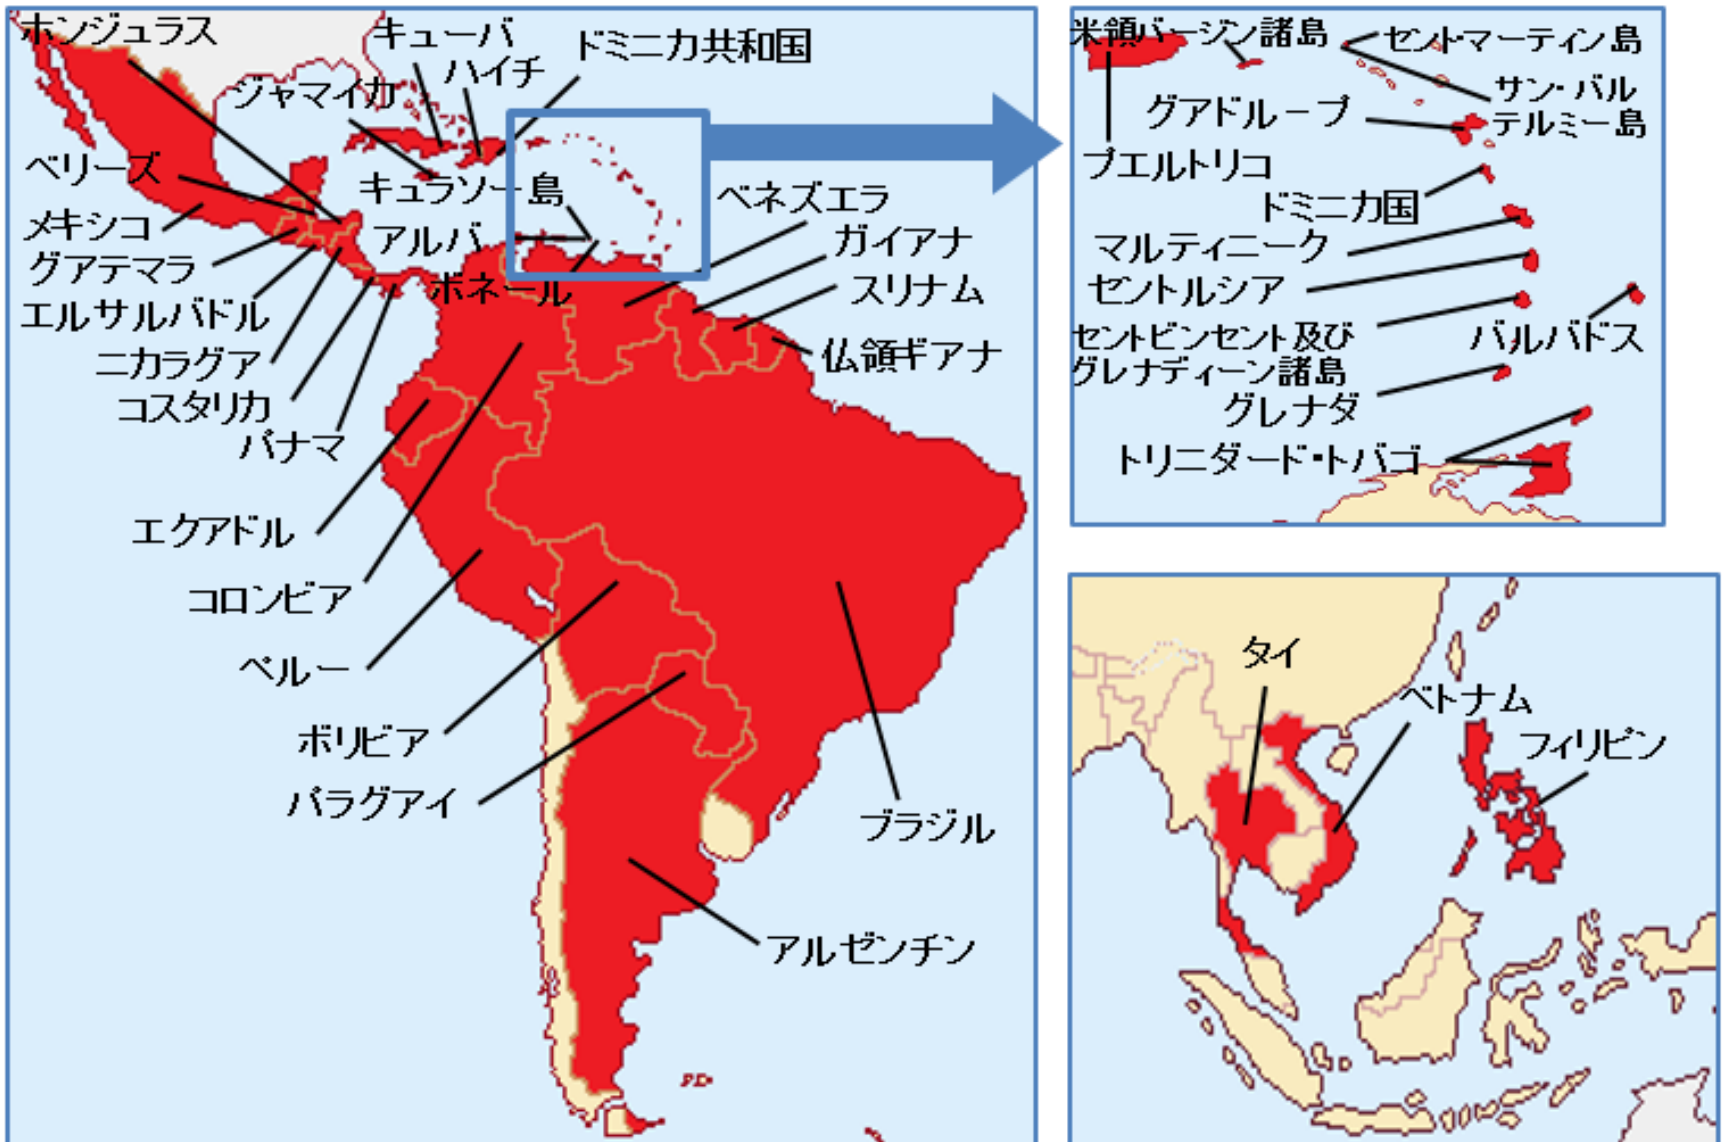 ホンジュラス
キューバ
ドミニカ共和国
ハイチ
ジャマイカ
ベリーズ
キュラソー島
ベネズエラ
メキシコ
アルバ
ガイアナ
グアテマラ
ボネール
スリナム
エルサルバドル
ニカラグア
仏領ギアナ
コスタリカ
パナマ
エクアドル
コロンビア
ペルー
ボリビア
パラグアイ
ブラジル
アルゼンチン
米領バージン諸島
セントマーティン島
サン・バル
テルミー島
グアドループ
プエルトリコ
ドミニカ国
マルティニーク
セントルシア
セントビンセント及び
グレナディーン諸島
バルバドス
グレナダ
トリニダード・トバゴ
タイ
ベトナム
フィリピン